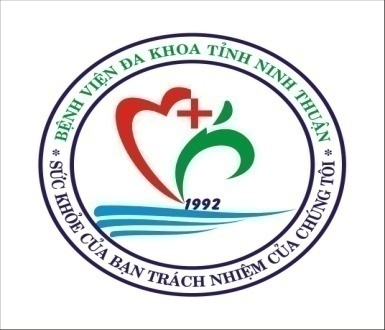 BỆNH VIỆN ĐA KHOA TỈNH NINH THUẬN
1992
* SỨC KHỎE CỦA BẠN TRÁCH NHIỆM CỦA CHÚNG TÔI *